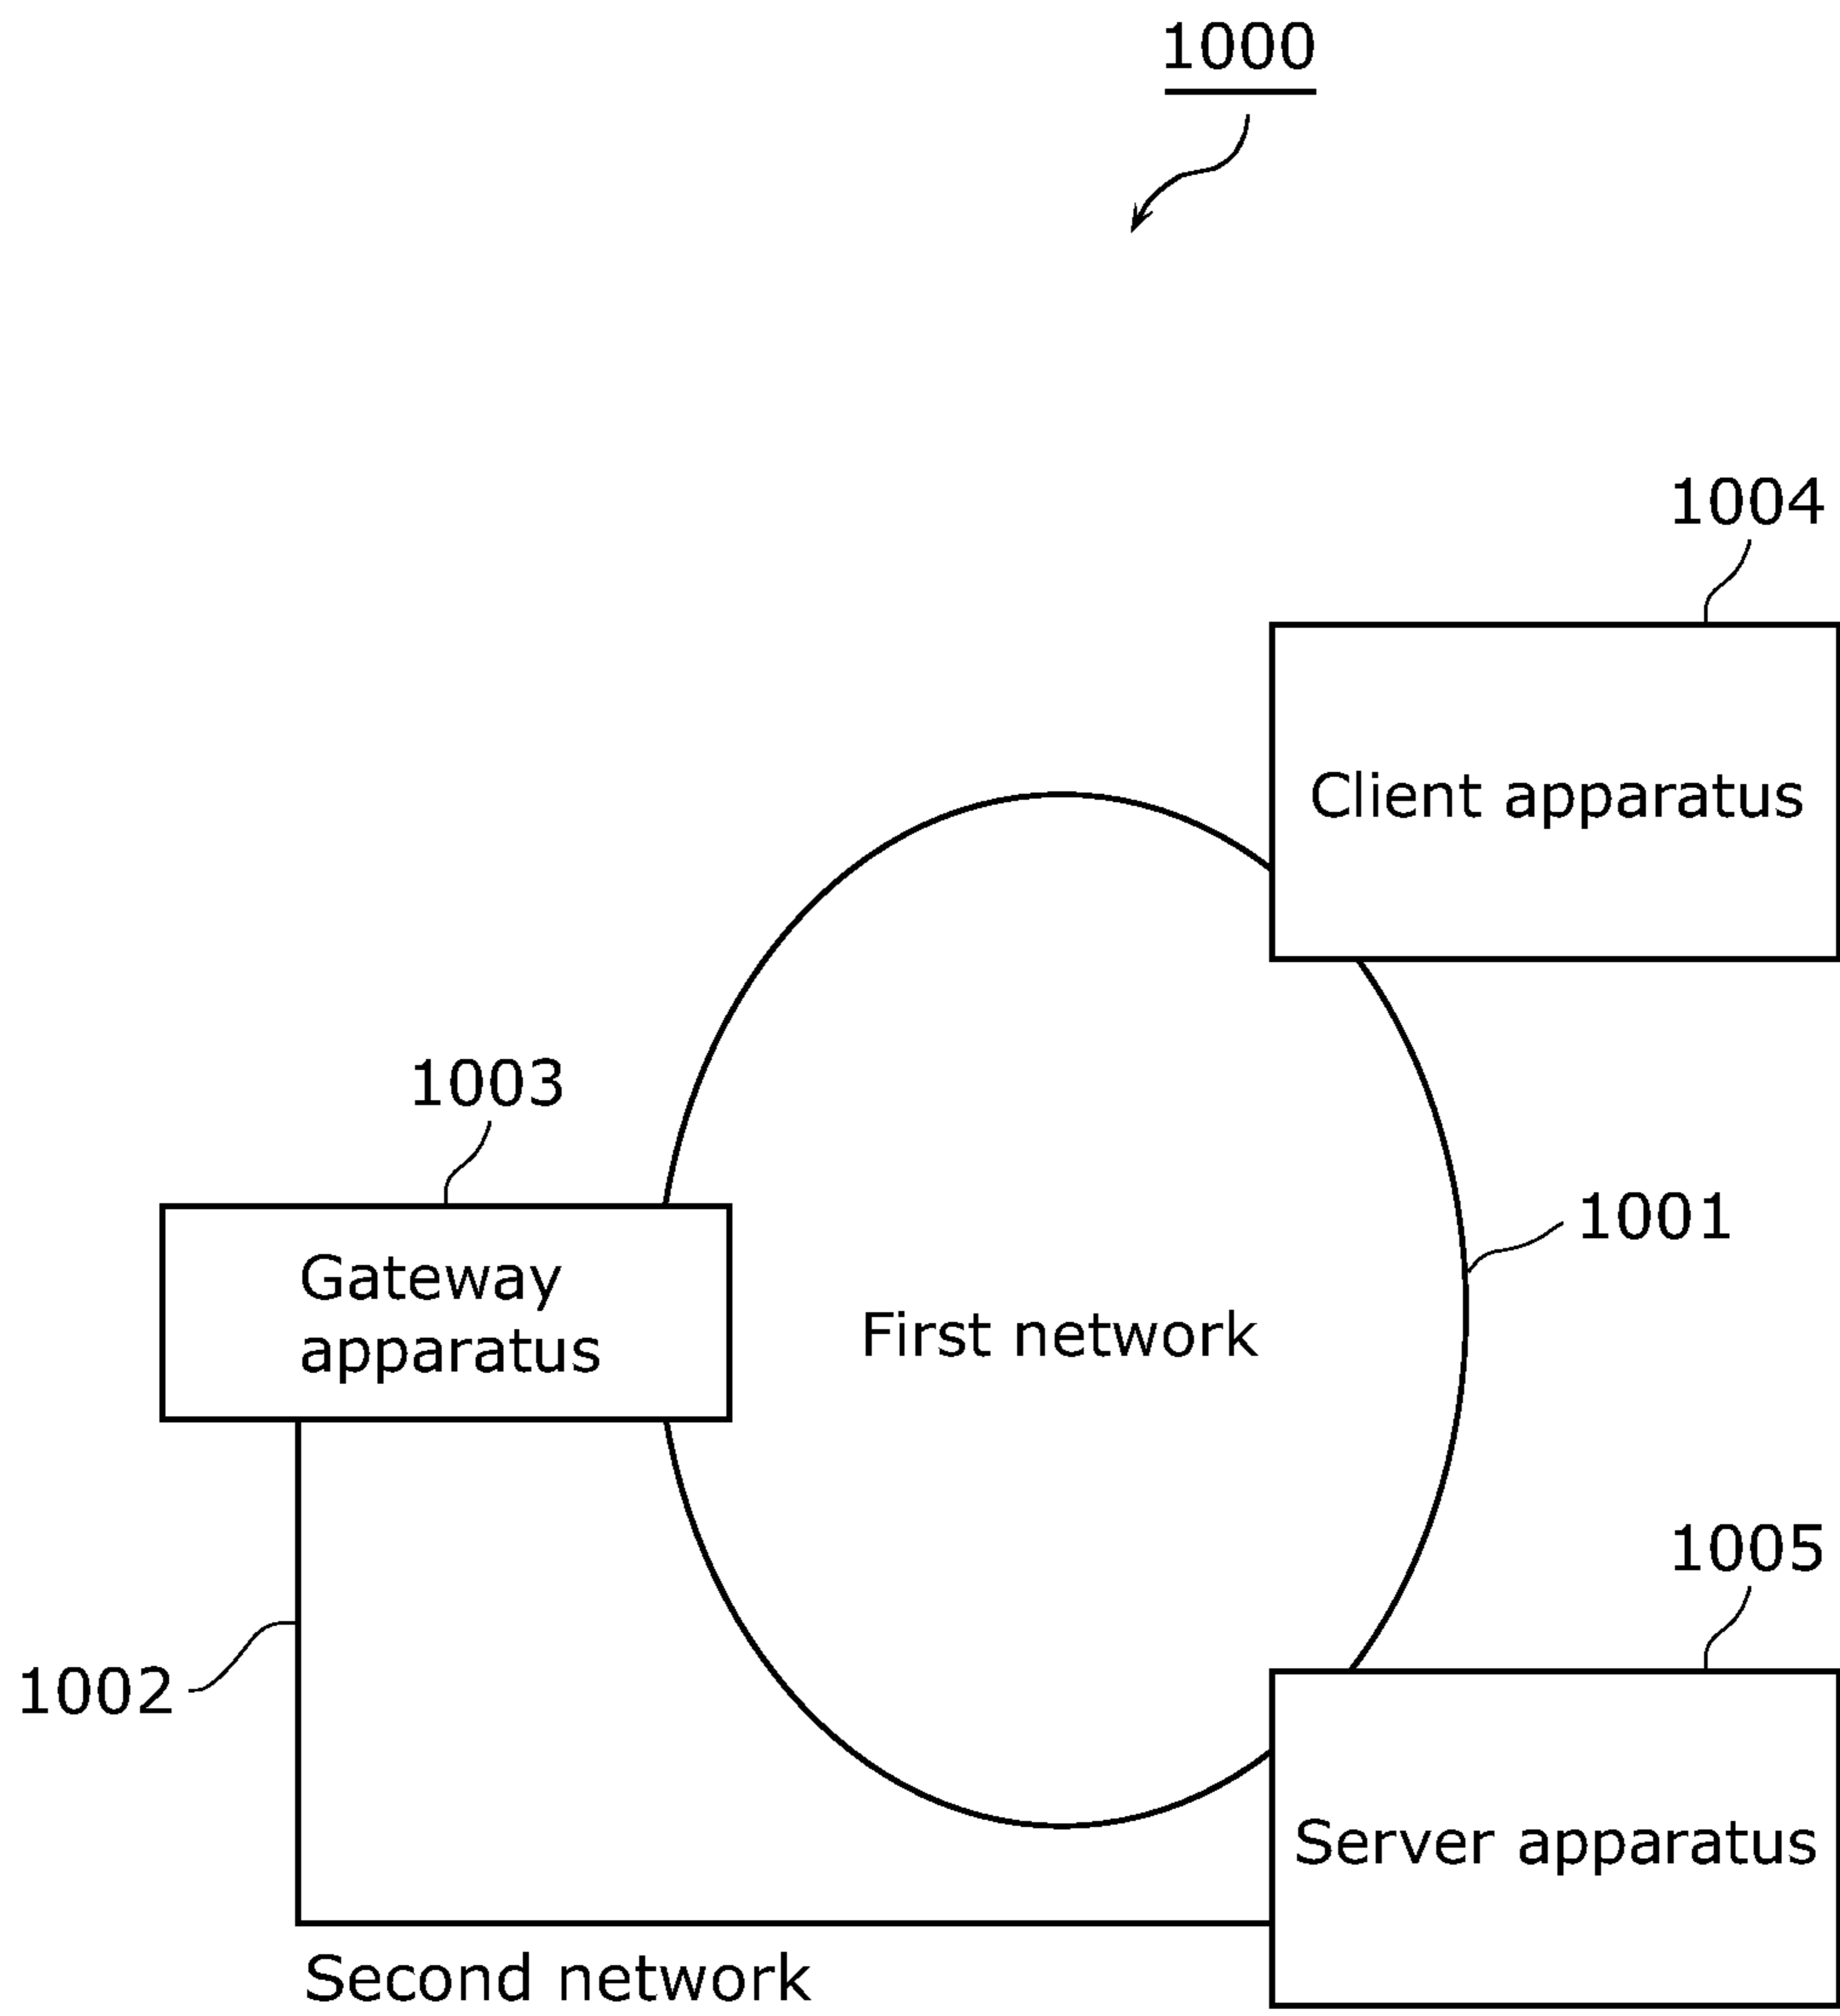 1000
1004
Client apparatus
1003
Gateway
apparatus
First network
1001
1005
1002
Server apparatus
Second network